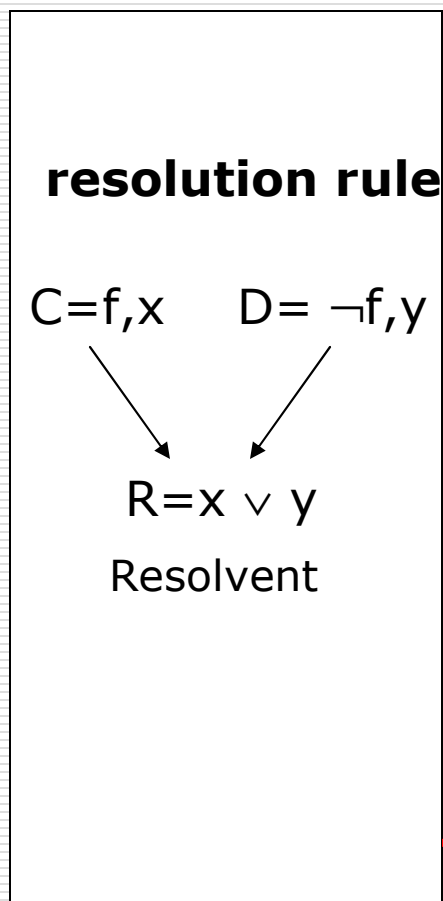 resolution rule
C=f,x D= ¬f,y
R=x ∨ y
Resolvent